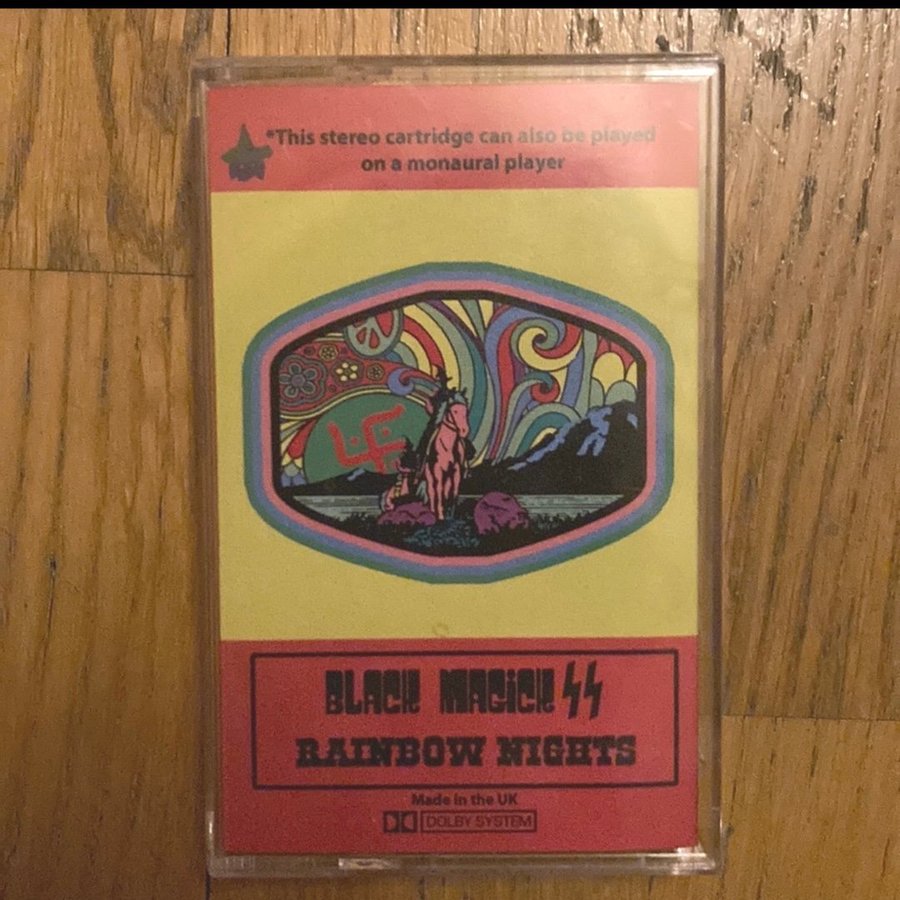 *This stereo cartridge can also be played
on a monaural player
BLACK MAGiCK ϟϟ
RAINBOW NIGHTS
Made in the UK
DOLBY SYSTEM